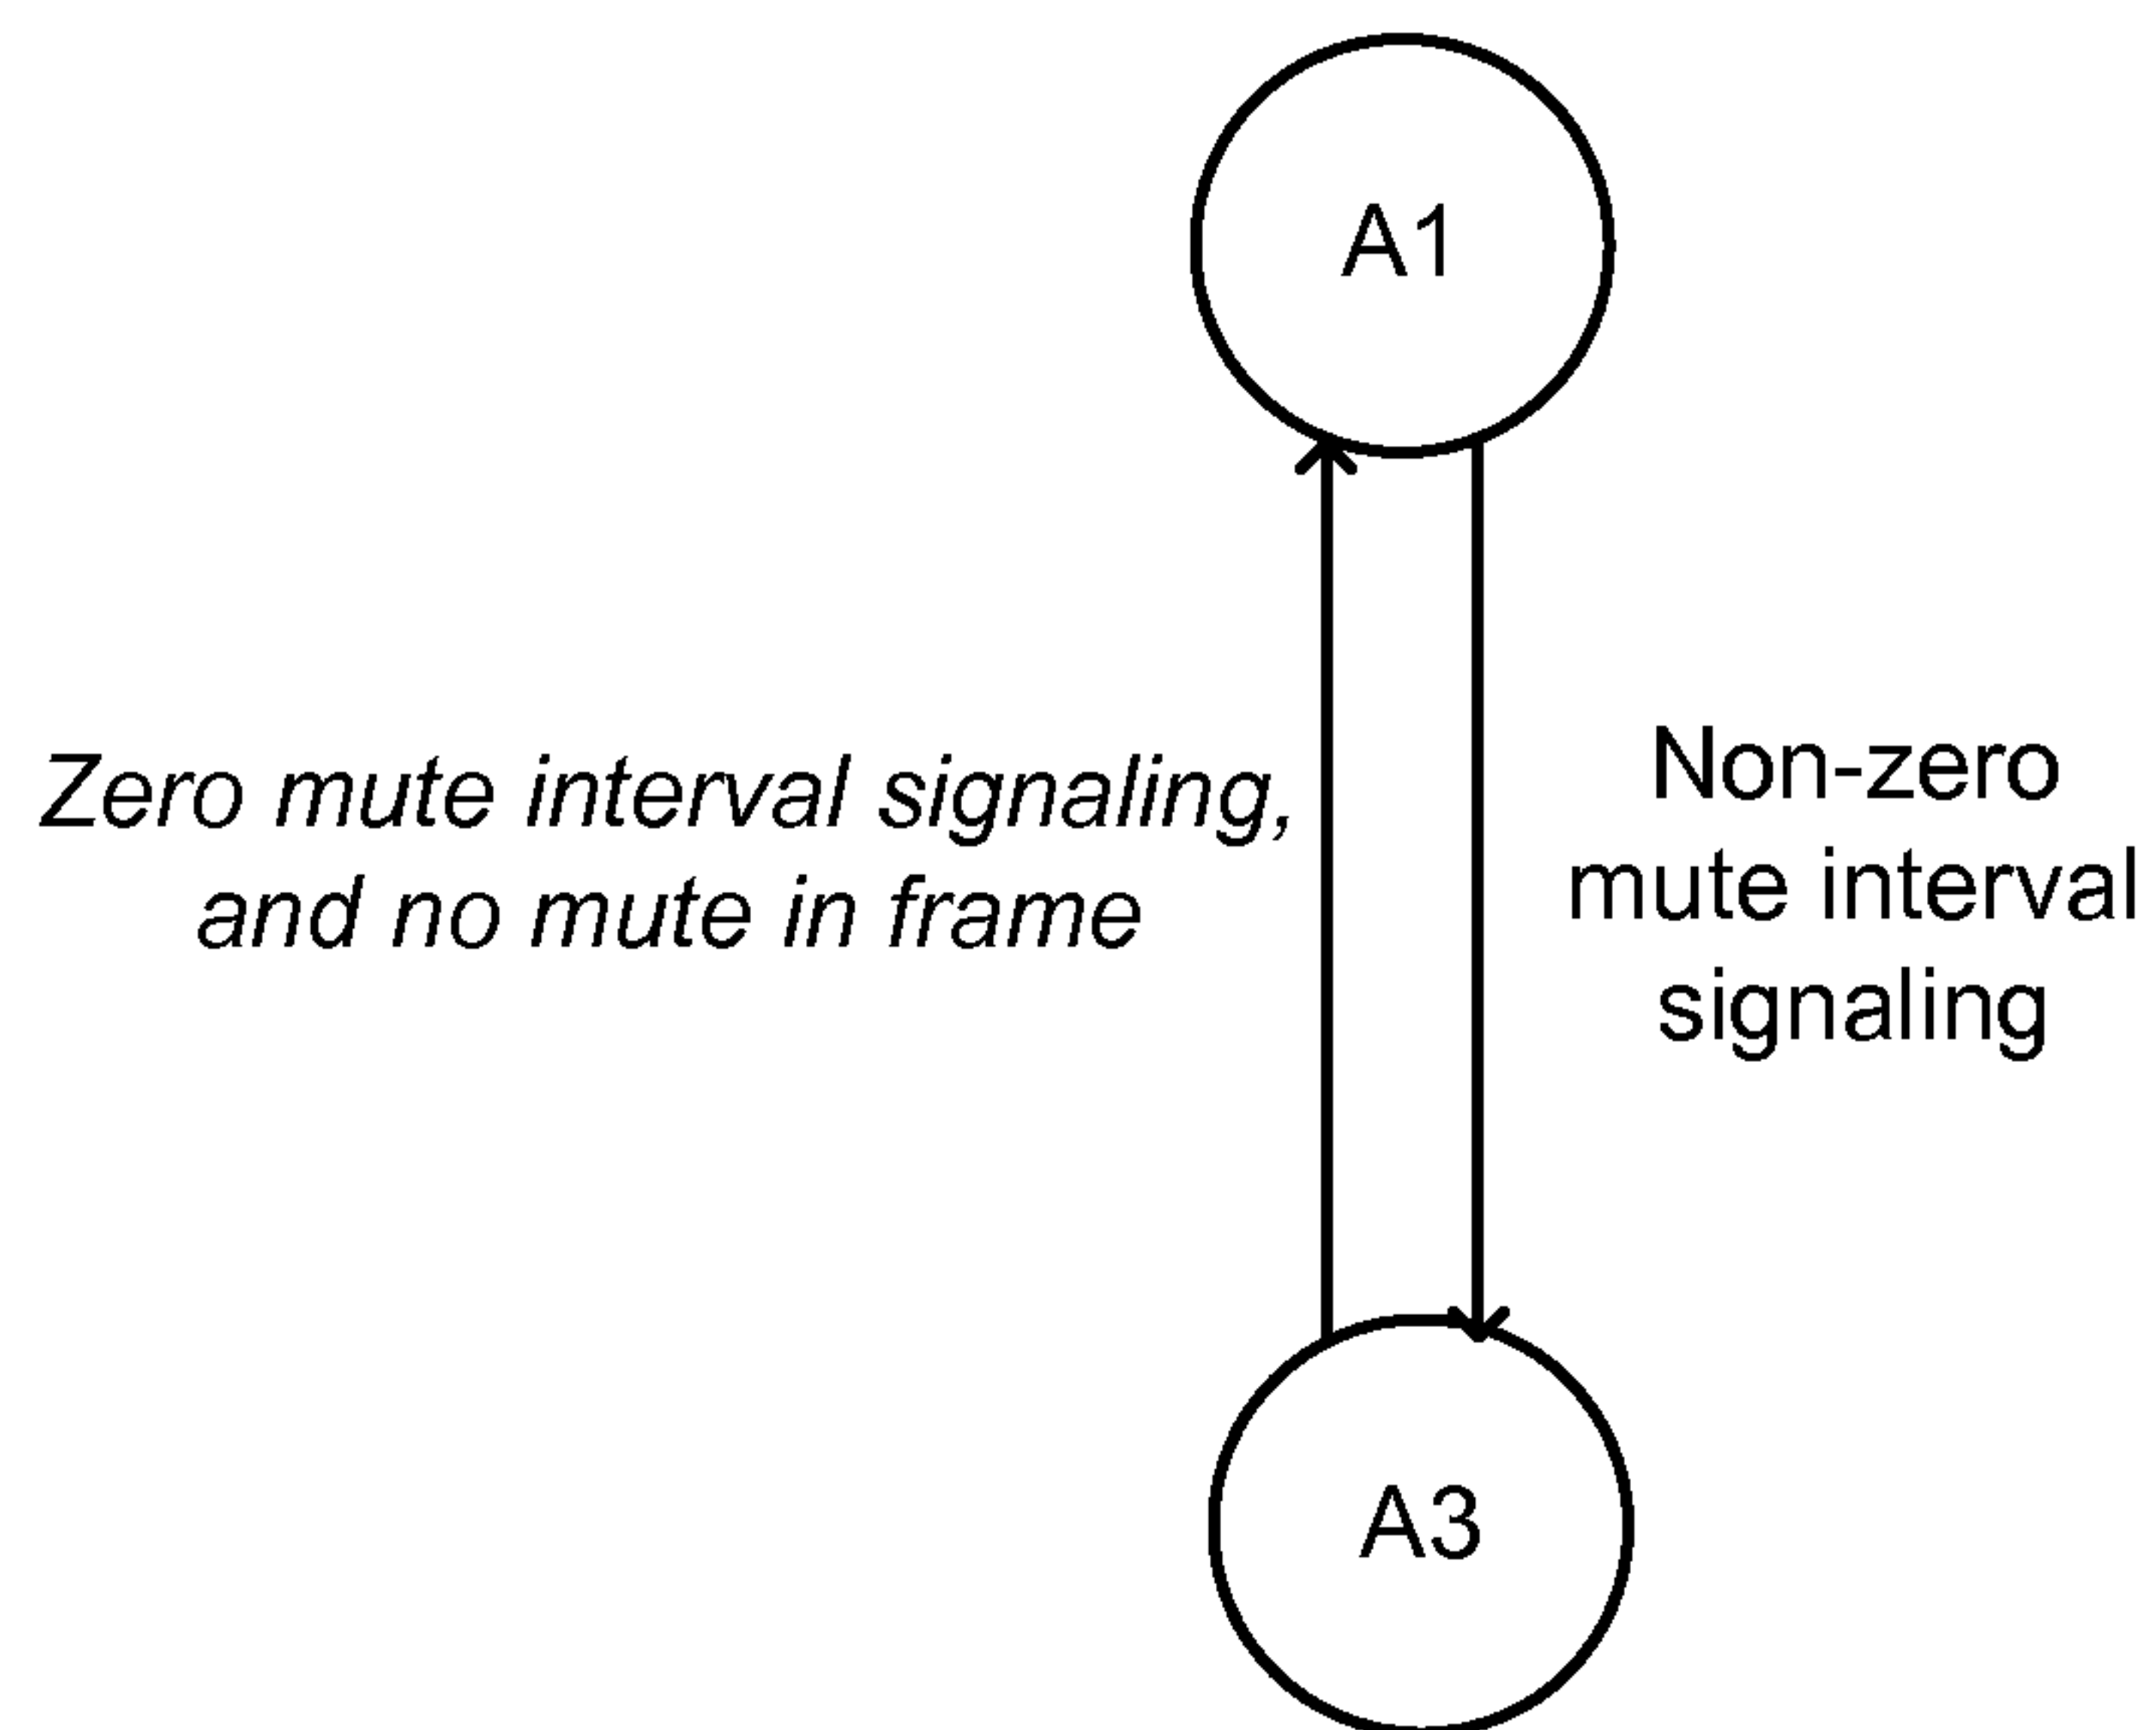 A1
Zero mute interval signaling,
and no mute in frame
Non-zero
mute interval
signaling
A3